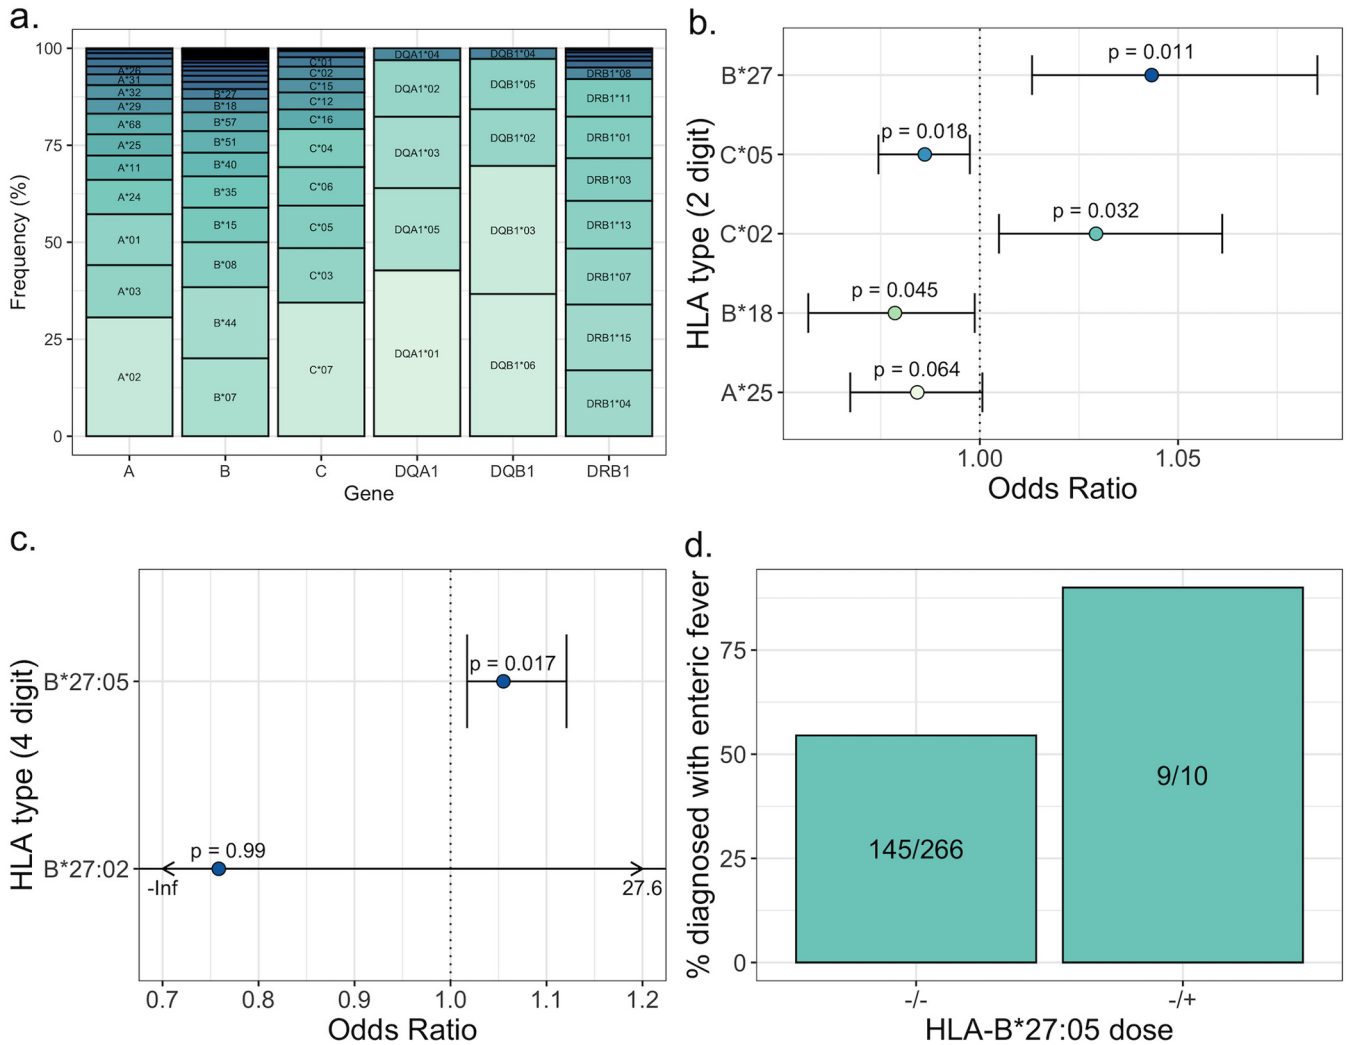 a.
Frequency (%)
100
75
50
25
0
A*26
A*31
A*32
A*29
A*68
A*25
A*11
A*24
A*01
A*03
A*02
B*27
B*18
B*57
B*51
B*40
B*35
B*15
B*08
B*44
B*07
C*01
C*02
C*15
C*12
C*16
C*04
C*06
C*05
C*03
C*07
DQA1*04
DQA1*02
DQA1*03
DQA1*05
DQA1*01
DQB1*04
DQB1*05
DQB1*02
DQB1*03
DQB1*06
DRB1*08
DRB1*11
DRB1*01
DRB1*03
DRB1*13
DRB1*07
DRB1*15
DRB1*04
A B C DQA1 DQB1 DRB1
Gene
b.
HLA type (2 digit)
B*27
p = 0.011
C*05
p = 0.018
C*02
p = 0.032
B*18
p = 0.045
A*25
p = 0.064
1.00 1.05
Odds Ratio
c.
HLA type (4 digit)
B*27:05
p = 0.017
B*27:02
p = 0.99
-Inf
27.6
0.7 0.8 0.9 1.0 1.1 1.2
Odds Ratio
d.
% diagnosed with enteric fever
75
50
25
0
145/266
9/10
-/- -/+
HLA-B*27:05 dose